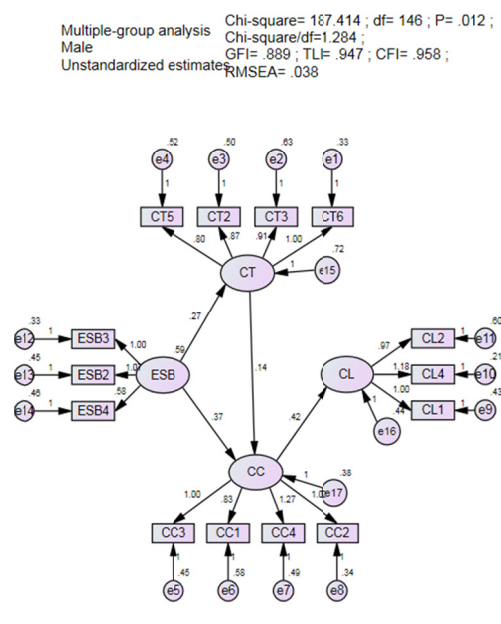 Multiple-group analysis
Male
Unstandardized estimates
Chi-square= 187.414 ; df= 146 ; P= .012 ;
Chi-square/df=1.284 ;
GFI= .889 ; TLI= .947 ; CFI= .958 ;
RMSEA= .038
.52 .50 .63 .33
e4 e3 e2 e1
1 1 1 1
CT5 CT2 CT3 CT6
.80 .87 .91 1.00 .72
CT 1 e15
.27
.33 .59 .60
e12 1 ESB3 1.00 .97 CL2 1 e11
.45 .14 .21
e13 1 ESB2 ESB CL 1.18 CL4 1 e10
.46 .58 1.00 .43
e14 1 ESB4 .44 CL1 1 e9
.37 .42 1 e16
CC 1 .38
e17
1.00 .83 1.27
CC3 CC1 CC4 CC2
1 1 1 1
.45 .58 .49 .34
e5 e6 e7 e8